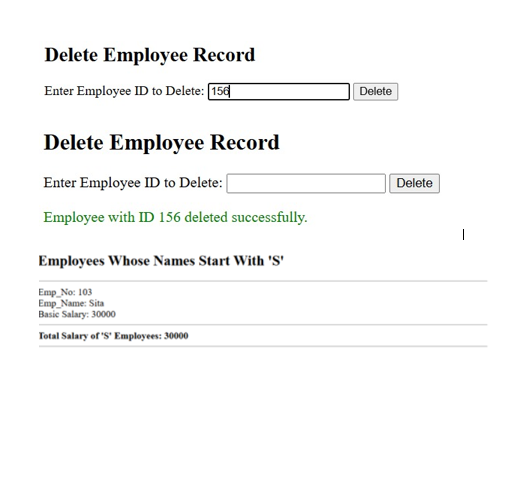 Delete Employee Record
Enter Employee ID to Delete: 156 Delete
Delete Employee Record
Enter Employee ID to Delete: Delete
Employee with ID 156 deleted successfully.
Employees Whose Names Start With 'S'
Emp_No: 103
Emp_Name: Sita
Basic Salary: 30000
Total Salary of 'S' Employees: 30000